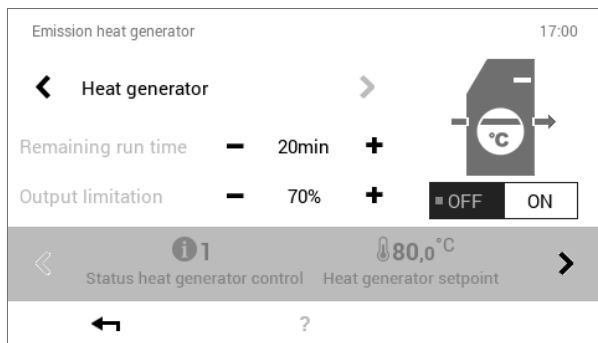 Emission heat generator 17:00
Heat generator
°C
Remaining run time 20min
Output limitation 70%
OFF ON
1 80,0°C
Status heat generator control Heat generator setpoint
?